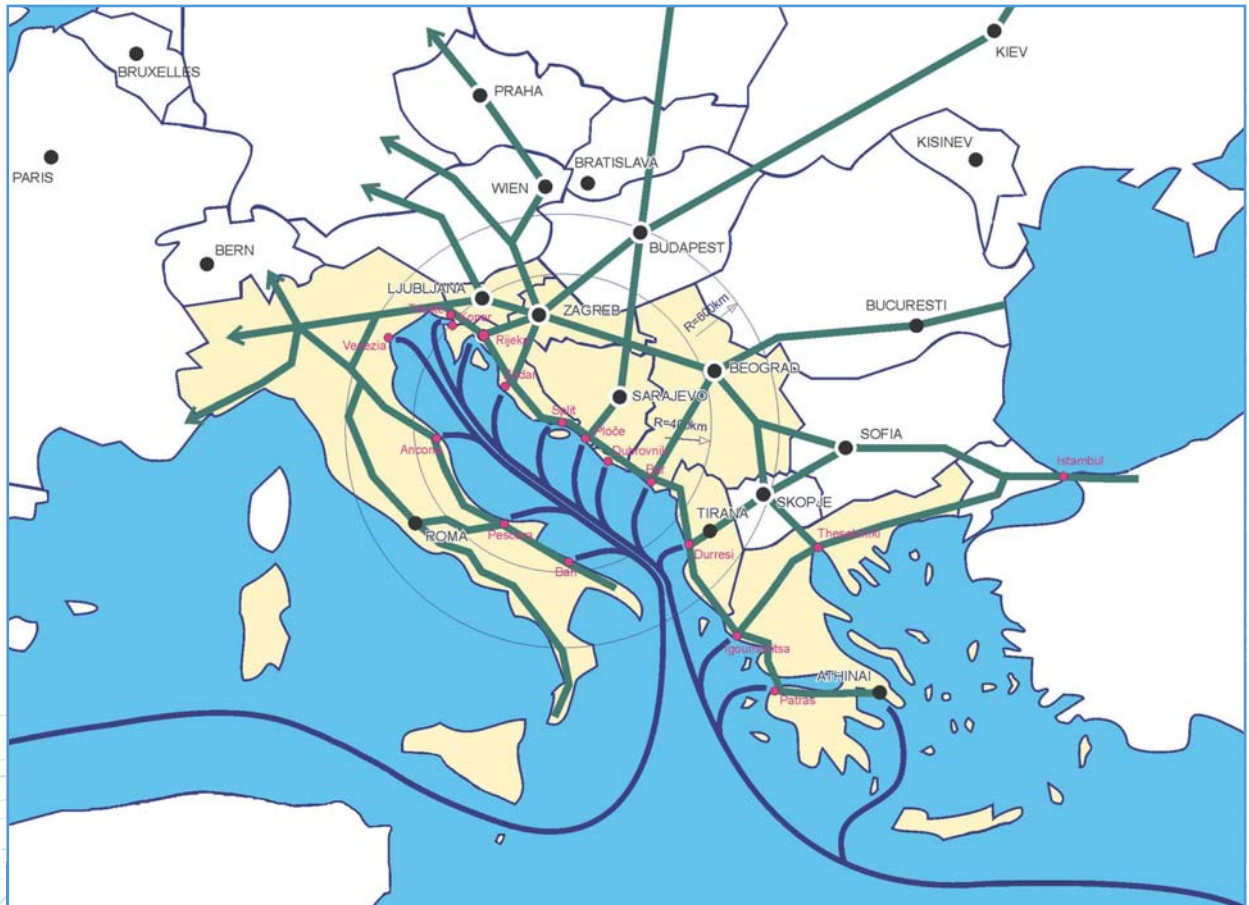 BRUXELLES
KIEV
PRAHA
PARIS
KISINEV
BRATISLAVA
WIEN
BERN
BUDAPEST
LJUBLJANA
BUCURESTI
R=600km
ZAGREB
Koper
Venezia
Rijeka
BEOGRAD
Zadar
SARAJEVO
Split
R=400km
Ploče
SOFIA
Ancona
Dubrovnik
Istambul
Bar
SKOPJE
TIRANA
ROMA
Pescara
Durresi
Bari
Igoumenitsa
ATHINAI
Patras